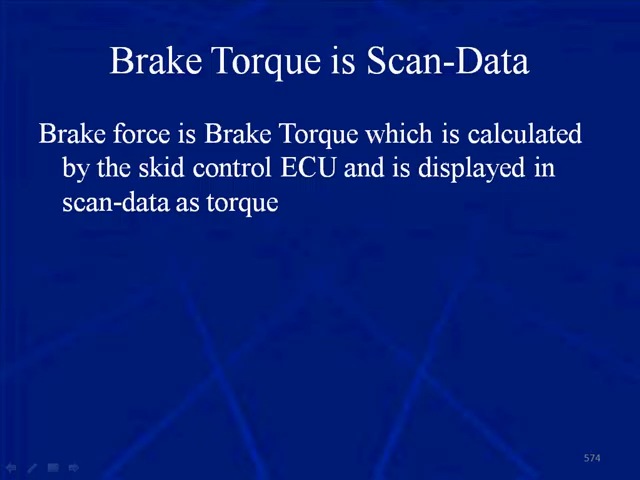 Brake Torque is Scan-Data
Brake force is Brake Torque which is calculated
by the skid control ECU and is displayed in
scan-data as torque
574